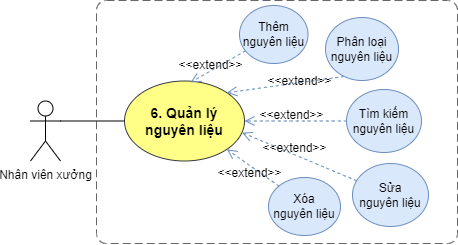 Thêm
nguyên liệu
Phân loại
nguyên liệu
<<extend>>
<<extend>>
6. Quản lý
nguyên liệu
<<extend>>
Tìm kiếm
nguyên liệu
Nhân viên xưởng
<<extend>>
<<extend>>
Sửa
nguyên liệu
Xóa
nguyên liệu